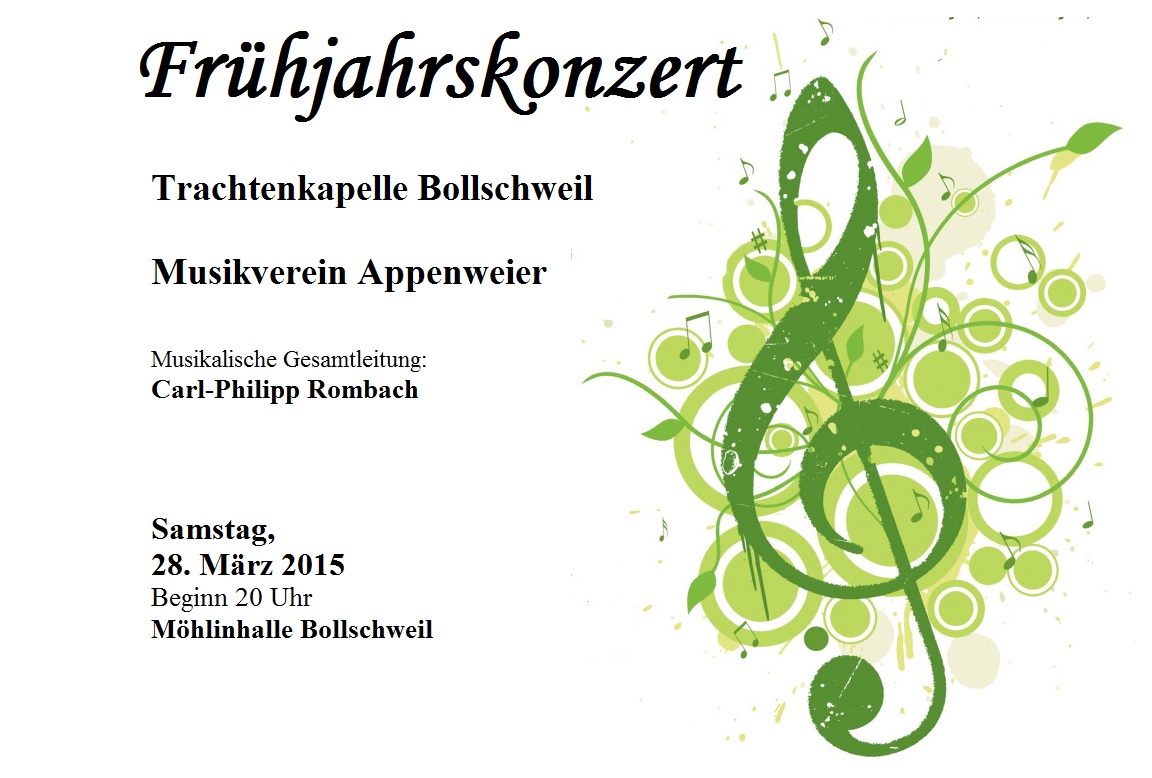 Frühjahrskonzert
Trachtenkapelle Bollschweil
Musikverein Appenweier
Musikalische Gesamtleitung:
Carl-Philipp Rombach
Samstag,
28. März 2015
Beginn 20 Uhr
Möhlinhalle Bollschweil